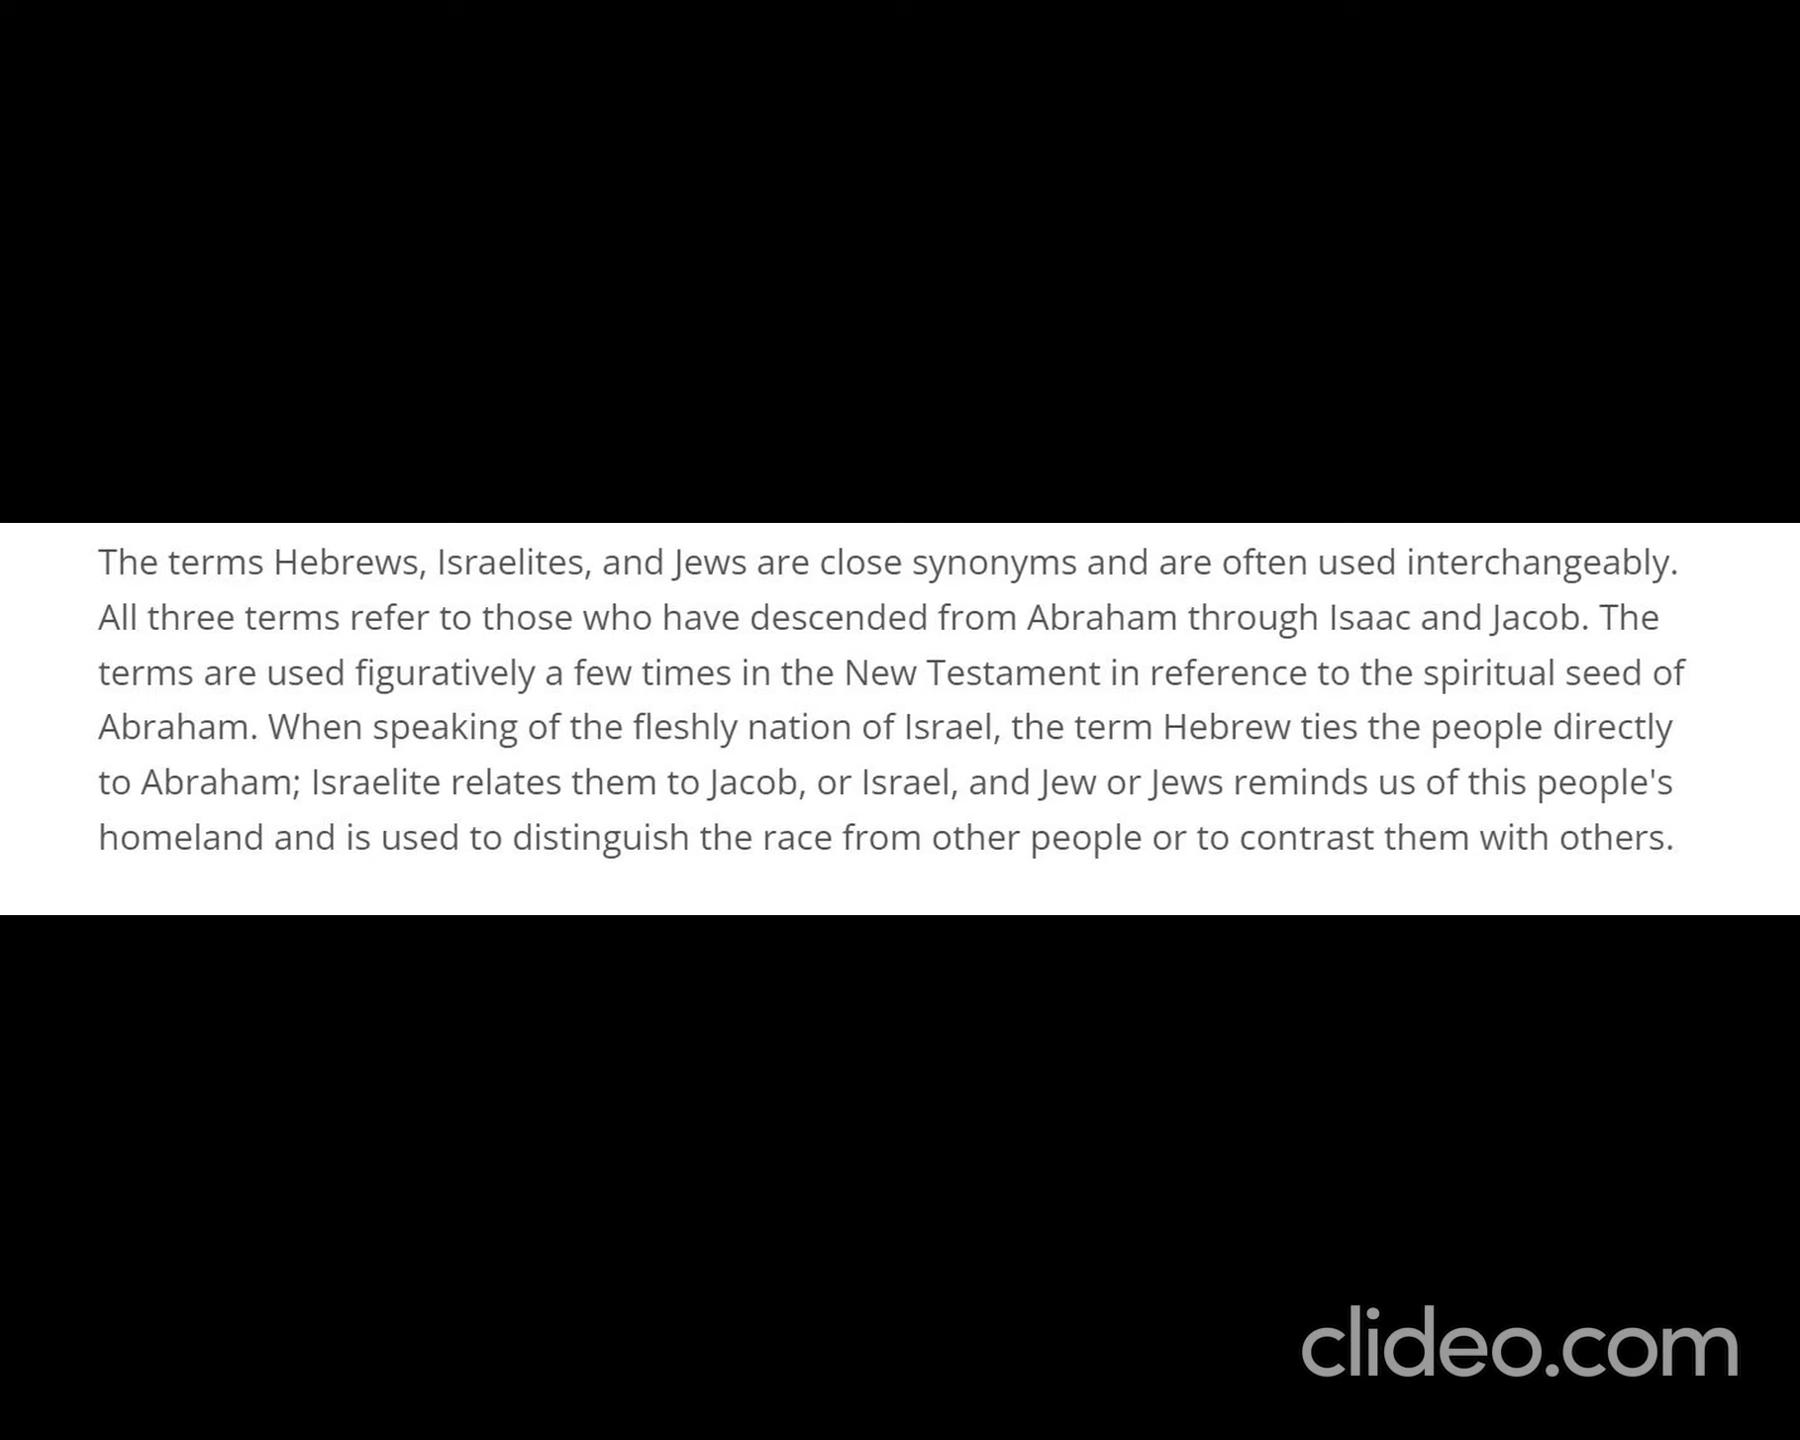 The terms Hebrews, Israelites, and Jews are close synonyms and are often used interchangeably.
All three terms refer to those who have descended from Abraham through Isaac and Jacob. The
terms are used figuratively a few times in the New Testament in reference to the spiritual seed of
Abraham. When speaking of the fleshly nation of Israel, the term Hebrew ties the people directly
to Abraham; Israelite relates them to Jacob, or Israel, and Jew or Jews reminds us of this people's
homeland and is used to distinguish the race from other people or to contrast them with others.
clideo.com